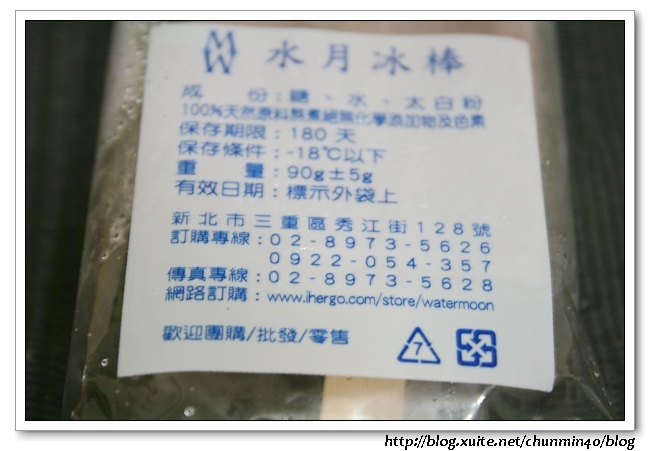 MW 水月冰棒
成 份:糖、水、太白粉
100%天然原料熬煮絕無化學添加物及色素
保存期限:180 天
保存條件:-18℃以下
重 量:90g±5g
有效日期:標示外袋上
新北市三重區秀江街128號
訂購專線:02-8973-5626
0922-054-357
傳真專線:02-8973-5628
網路訂購:www.ihergo.com/store/watermoon
歡迎團購/批發/零售
7
http://blog.xuite.net/chunmin40/blog